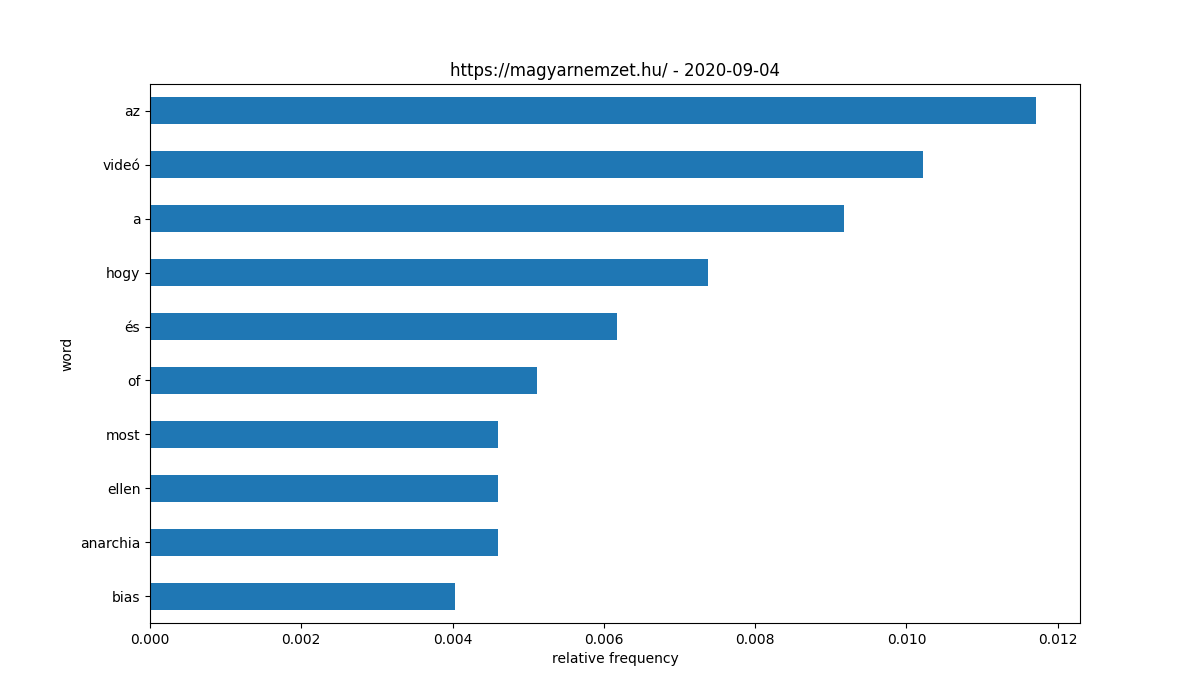 https://magyarnemzet.hu/ - 2020-09-04
az
videó
a
hogy
és
of
most
ellen
anarchia
bias
word
0.000 0.002 0.004 0.006 0.008 0.010 0.012
relative frequency